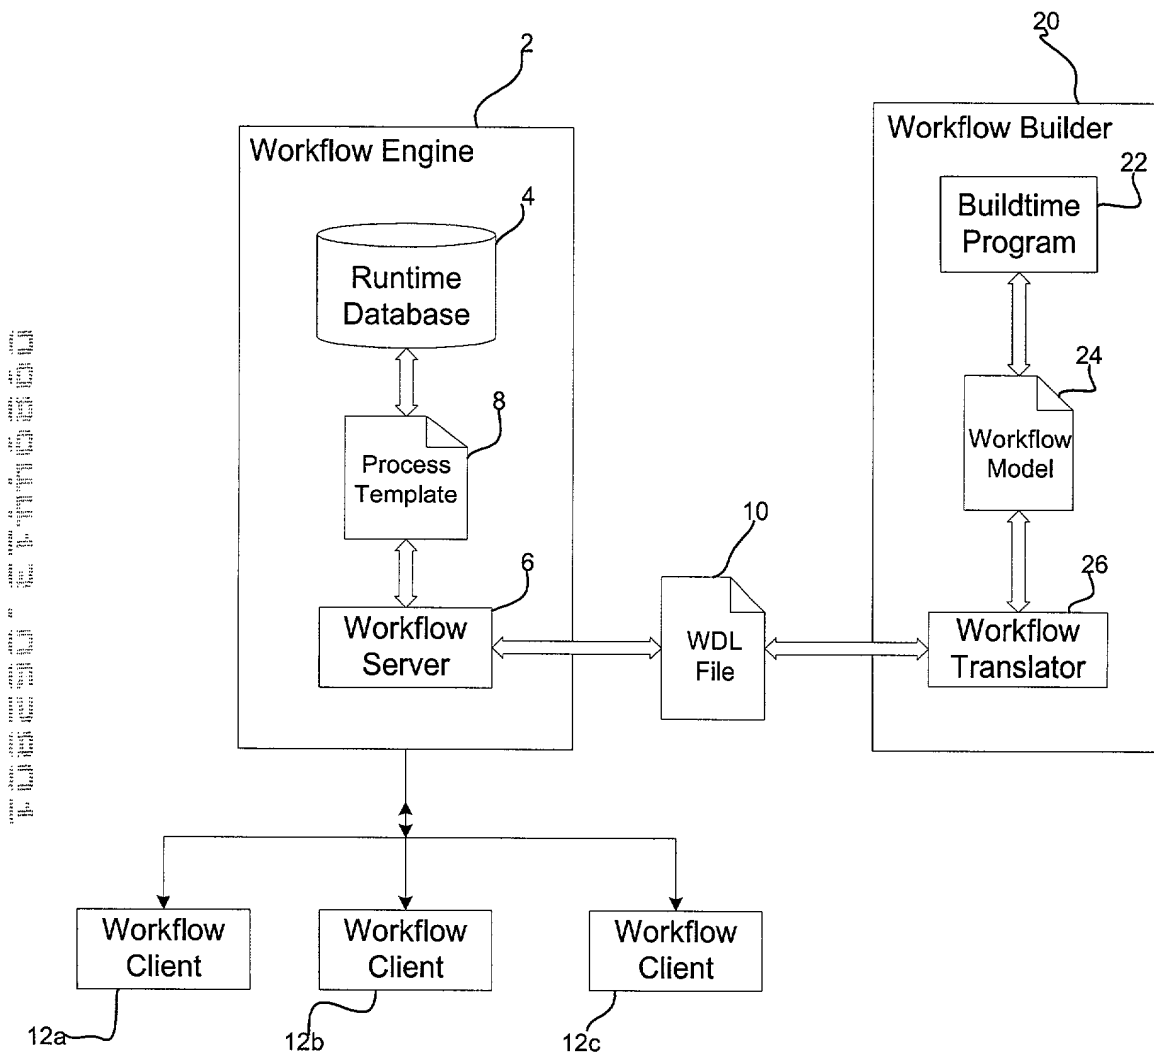 2
20
Workflow Engine
Workflow Builder
22
4
Buildtime
Program
Runtime
Database
24
8
Workflow
Model
Process
Template
10
6
26
Workflow
Server
WDL
File
Workflow
Translator
Workflow
Client
Workflow
Client
Workflow
Client
12a
12b
12c